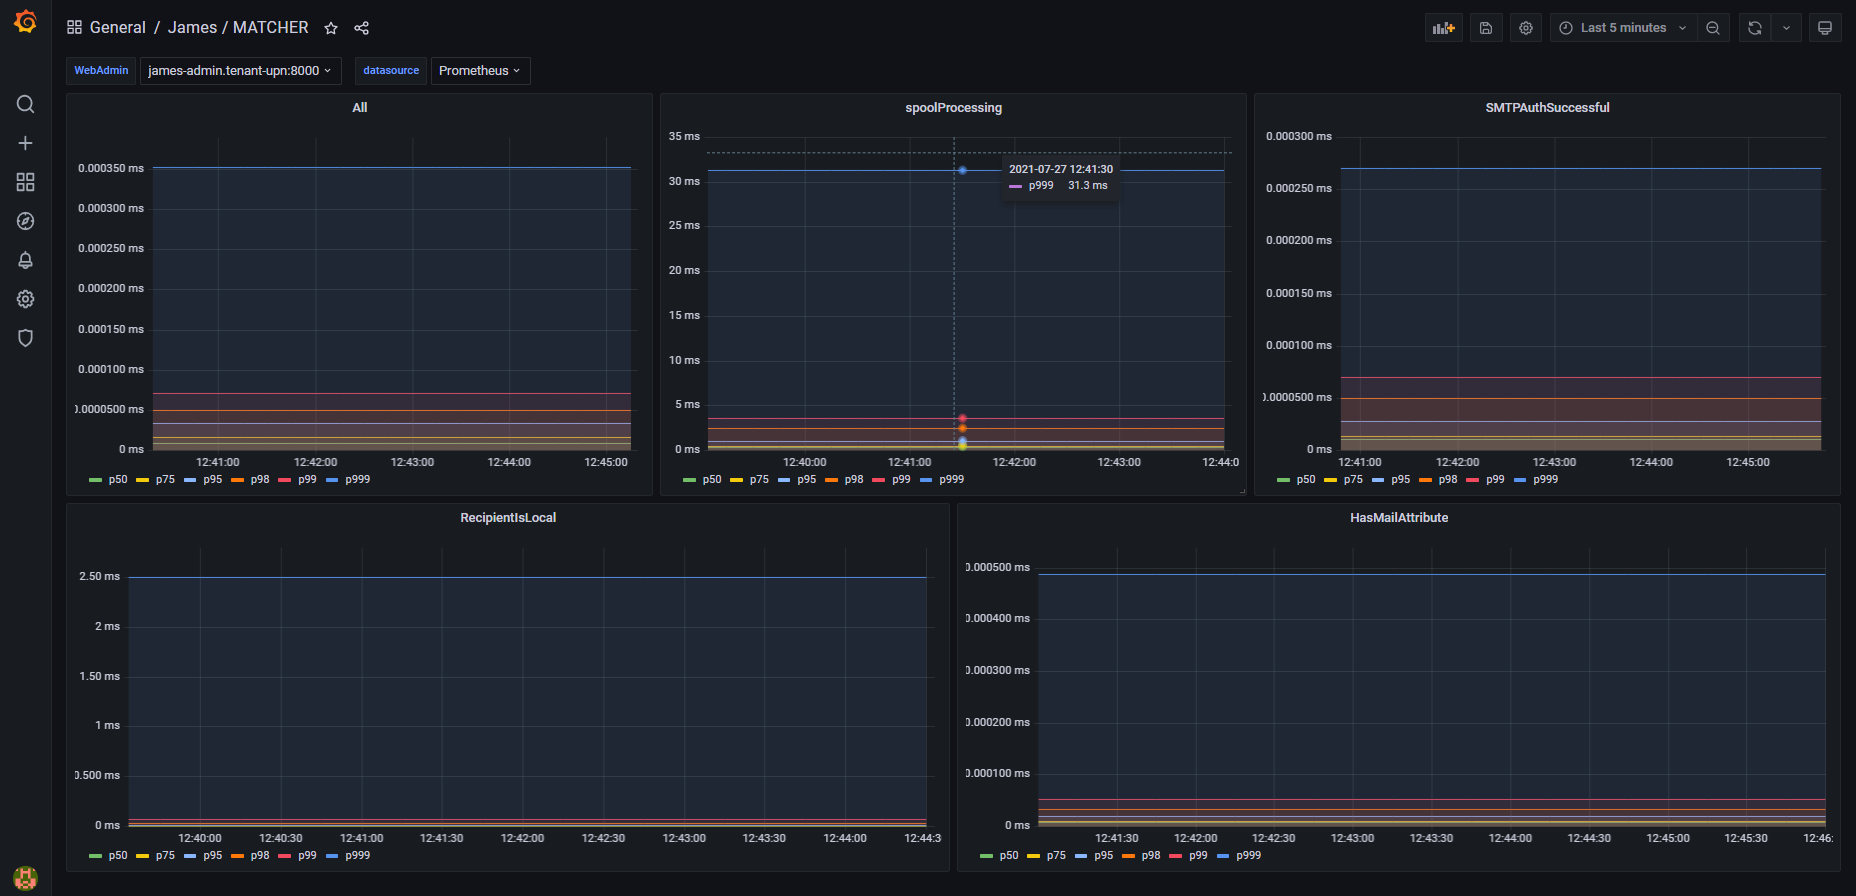 General / James / MATCHER
Last 5 minutes
WebAdmin james-admin.tenant-upn:8000 datasource Prometheus
All
0.000350 ms
0.000300 ms
0.000250 ms
0.000200 ms
0.000150 ms
0.000100 ms
0.0000500 ms
0 ms
12:41:00 12:42:00 12:43:00 12:44:00 12:45:00
p50 p75 p95 p98 p99 p999
spoolProcessing
35 ms
30 ms
25 ms
20 ms
15 ms
10 ms
5 ms
0 ms
2021-07-27 12:41:30
p999 31.3 ms
12:40:00 12:41:00 12:42:00 12:43:00 12:44:0
p50 p75 p95 p98 p99 p999
SMTPAuthSuccessful
0.000300 ms
0.000250 ms
0.000200 ms
0.000150 ms
0.000100 ms
0.0000500 ms
0 ms
12:41:00 12:42:00 12:43:00 12:44:00 12:45:00
p50 p75 p95 p98 p99 p999
RecipientIsLocal
2.50 ms
2 ms
1.50 ms
1 ms
0.500 ms
0 ms
12:40:00 12:40:30 12:41:00 12:41:30 12:42:00 12:42:30 12:43:00 12:43:30 12:44:00 12:44:3
p50 p75 p95 p98 p99 p999
HasMailAttribute
0.000500 ms
0.000400 ms
0.000300 ms
0.000200 ms
0.000100 ms
0 ms
12:41:30 12:42:00 12:42:30 12:43:00 12:43:30 12:44:00 12:44:30 12:45:00 12:45:30 12:46:
p50 p75 p95 p98 p99 p999